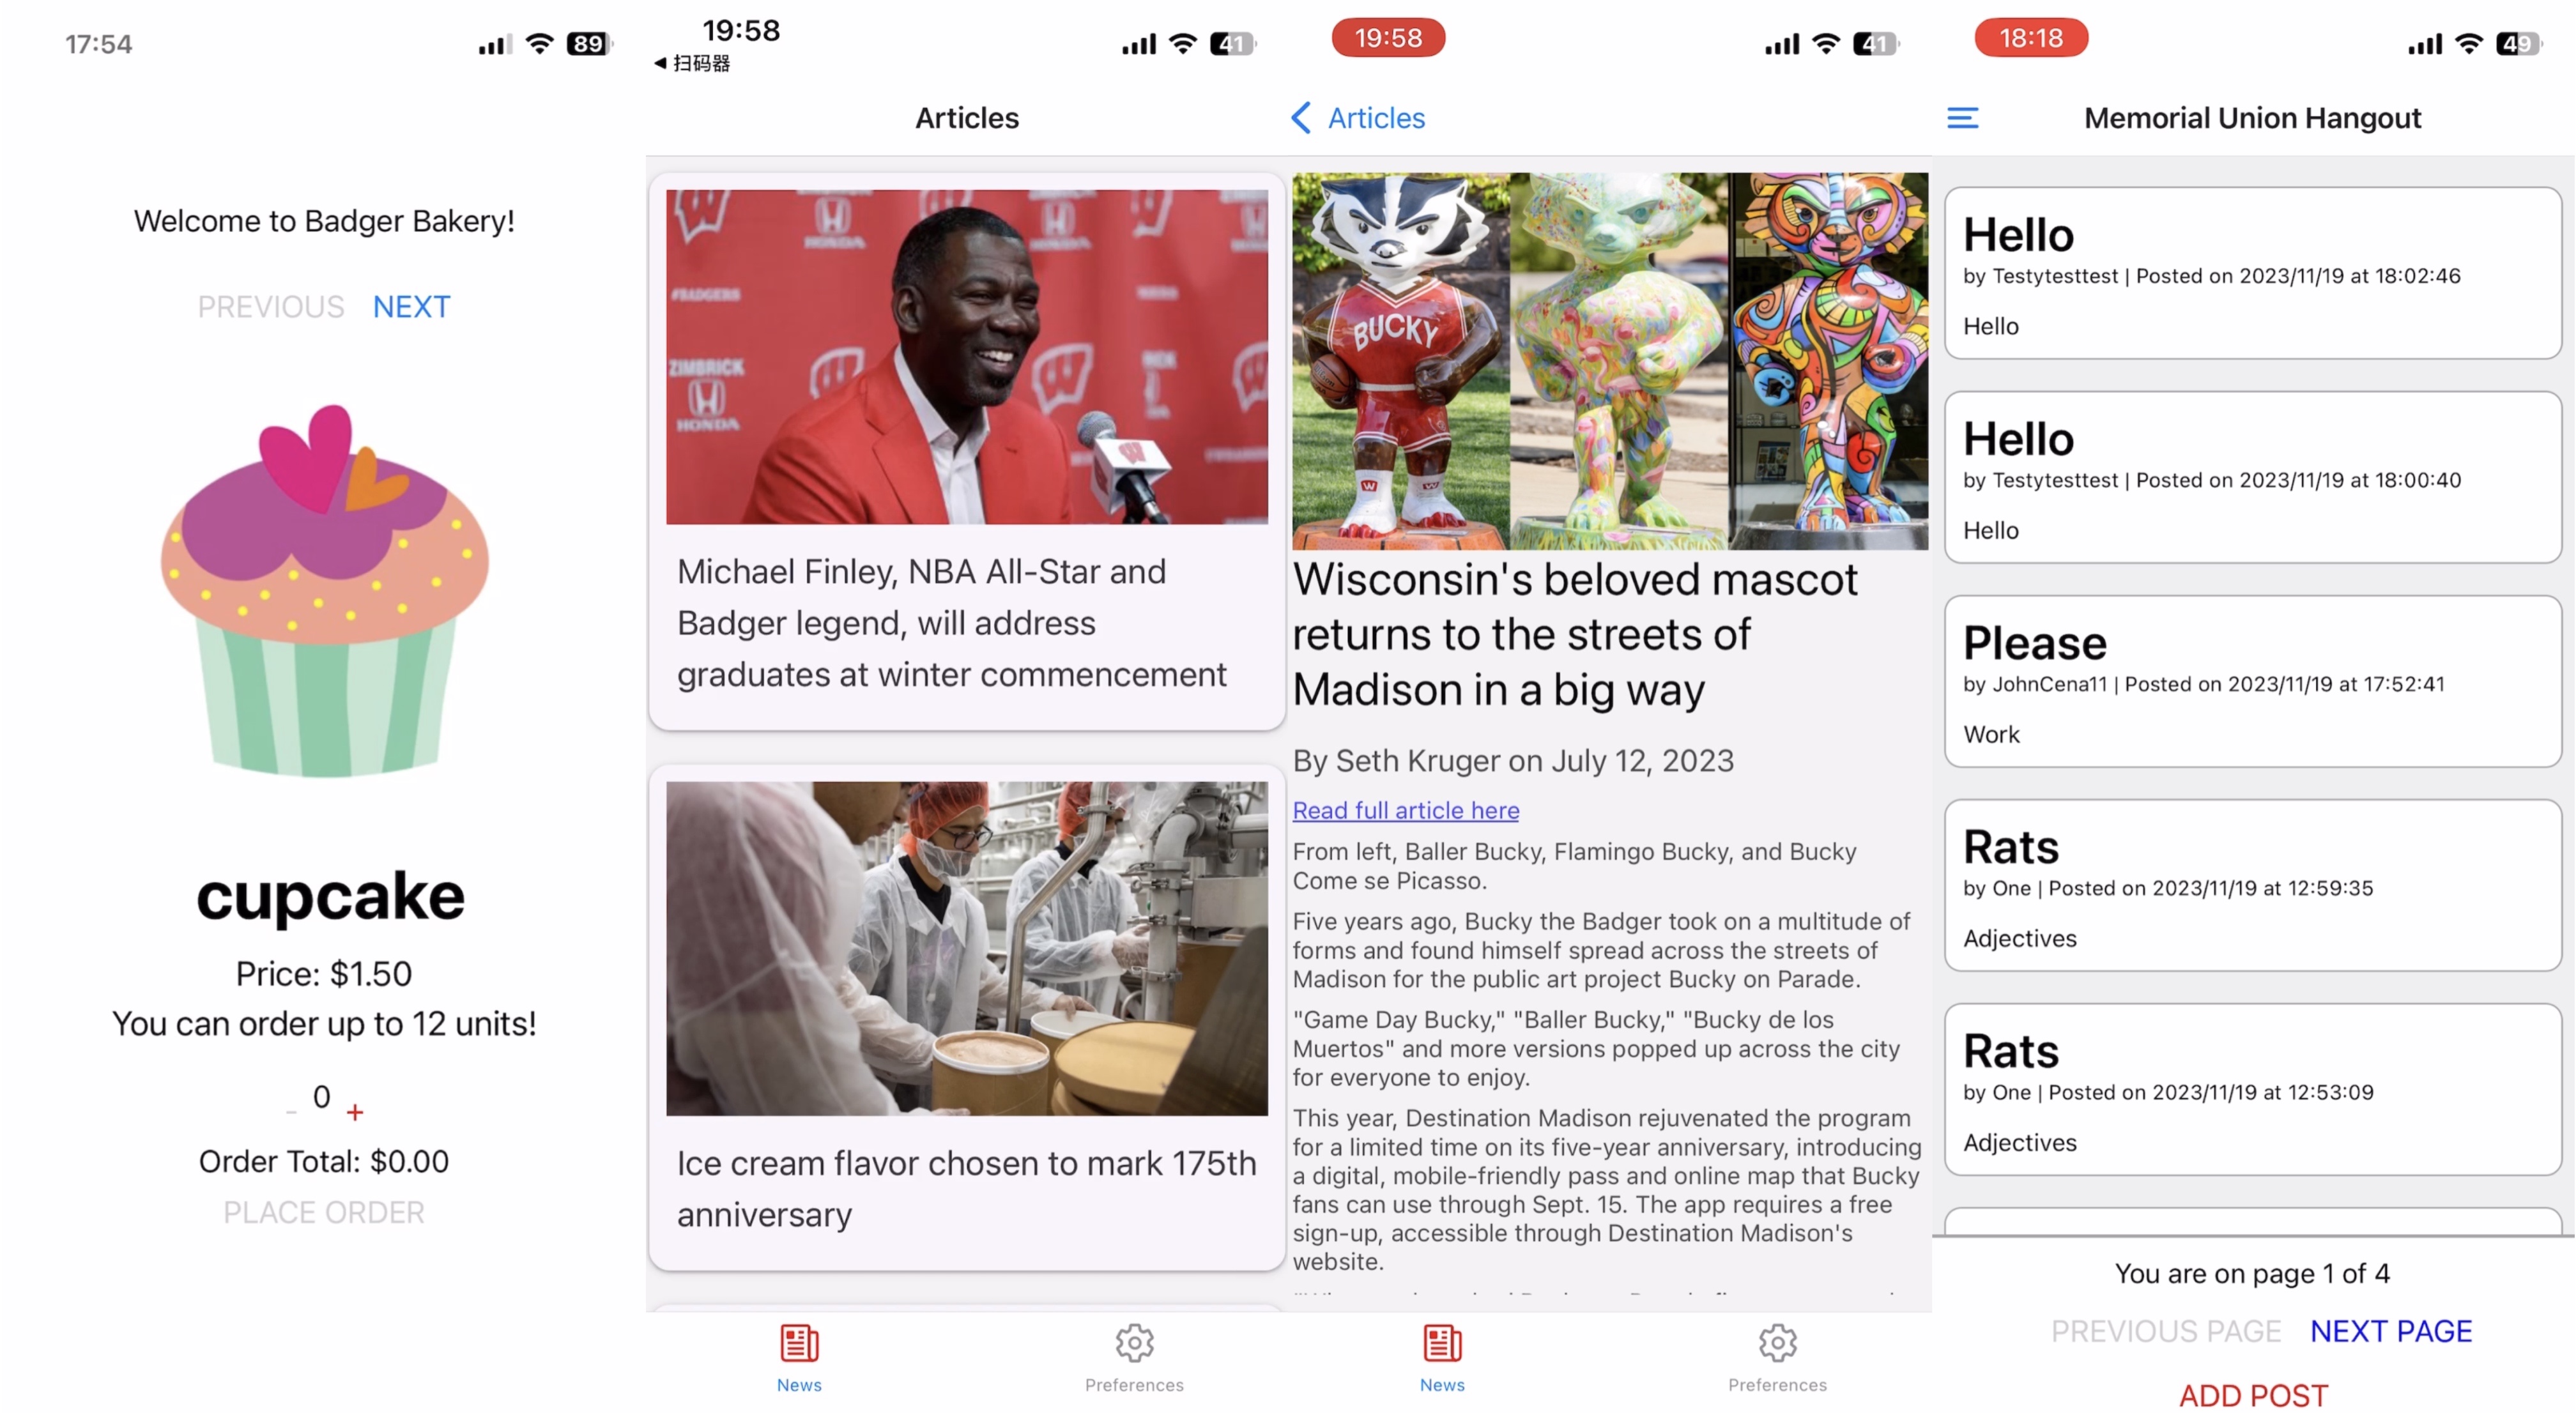 17:54
89
Welcome to Badger Bakery!
PREVIOUS NEXT
cupcake
Price: $1.50
You can order up to 12 units!
- 0 +
Order Total: $0.00
PLACE ORDER
19:58
41
◀ 扫码器
Articles
#BADGERS
HONDA
HONDA
ZIMBRICK
HONDA
W
Michael Finley, NBA All-Star and
Badger legend, will address
graduates at winter commencement
Ice cream flavor chosen to mark 175th
anniversary
News
Preferences
19:58
41
Articles
BUCKY
W
W
Wisconsin's beloved mascot
returns to the streets of
Madison in a big way
By Seth Kruger on July 12, 2023
Read full article here
From left, Baller Bucky, Flamingo Bucky, and Bucky
Come se Picasso.
Five years ago, Bucky the Badger took on a multitude of
forms and found himself spread across the streets of
Madison for the public art project Bucky on Parade.
"Game Day Bucky," "Baller Bucky," "Bucky de los
Muertos" and more versions popped up across the city
for everyone to enjoy.
This year, Destination Madison rejuvenated the program
for a limited time on its five-year anniversary, introducing
a digital, mobile-friendly pass and online map that Bucky
fans can use through Sept. 15. The app requires a free
sign-up, accessible through Destination Madison's
website.
News
Preferences
18:18
49
Memorial Union Hangout
Hello
by Testytesttest | Posted on 2023/11/19 at 18:02:46
Hello
Hello
by Testytesttest | Posted on 2023/11/19 at 18:00:40
Hello
Please
by JohnCena11 | Posted on 2023/11/19 at 17:52:41
Work
Rats
by One | Posted on 2023/11/19 at 12:59:35
Adjectives
Rats
by One | Posted on 2023/11/19 at 12:53:09
Adjectives
You are on page 1 of 4
PREVIOUS PAGE NEXT PAGE
ADD POST